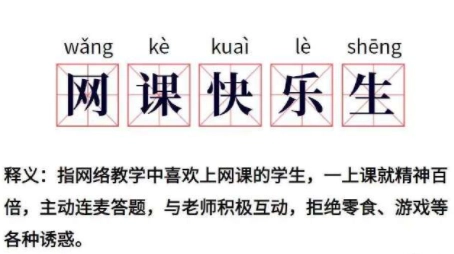 wǎng kè kuaì lè shēng
网课快乐生
释义：指网络教学中喜欢上网课的学生，一上课就精神百
倍，主动连麦答题，与老师积极互动，拒绝零食、游戏等
各种诱惑。